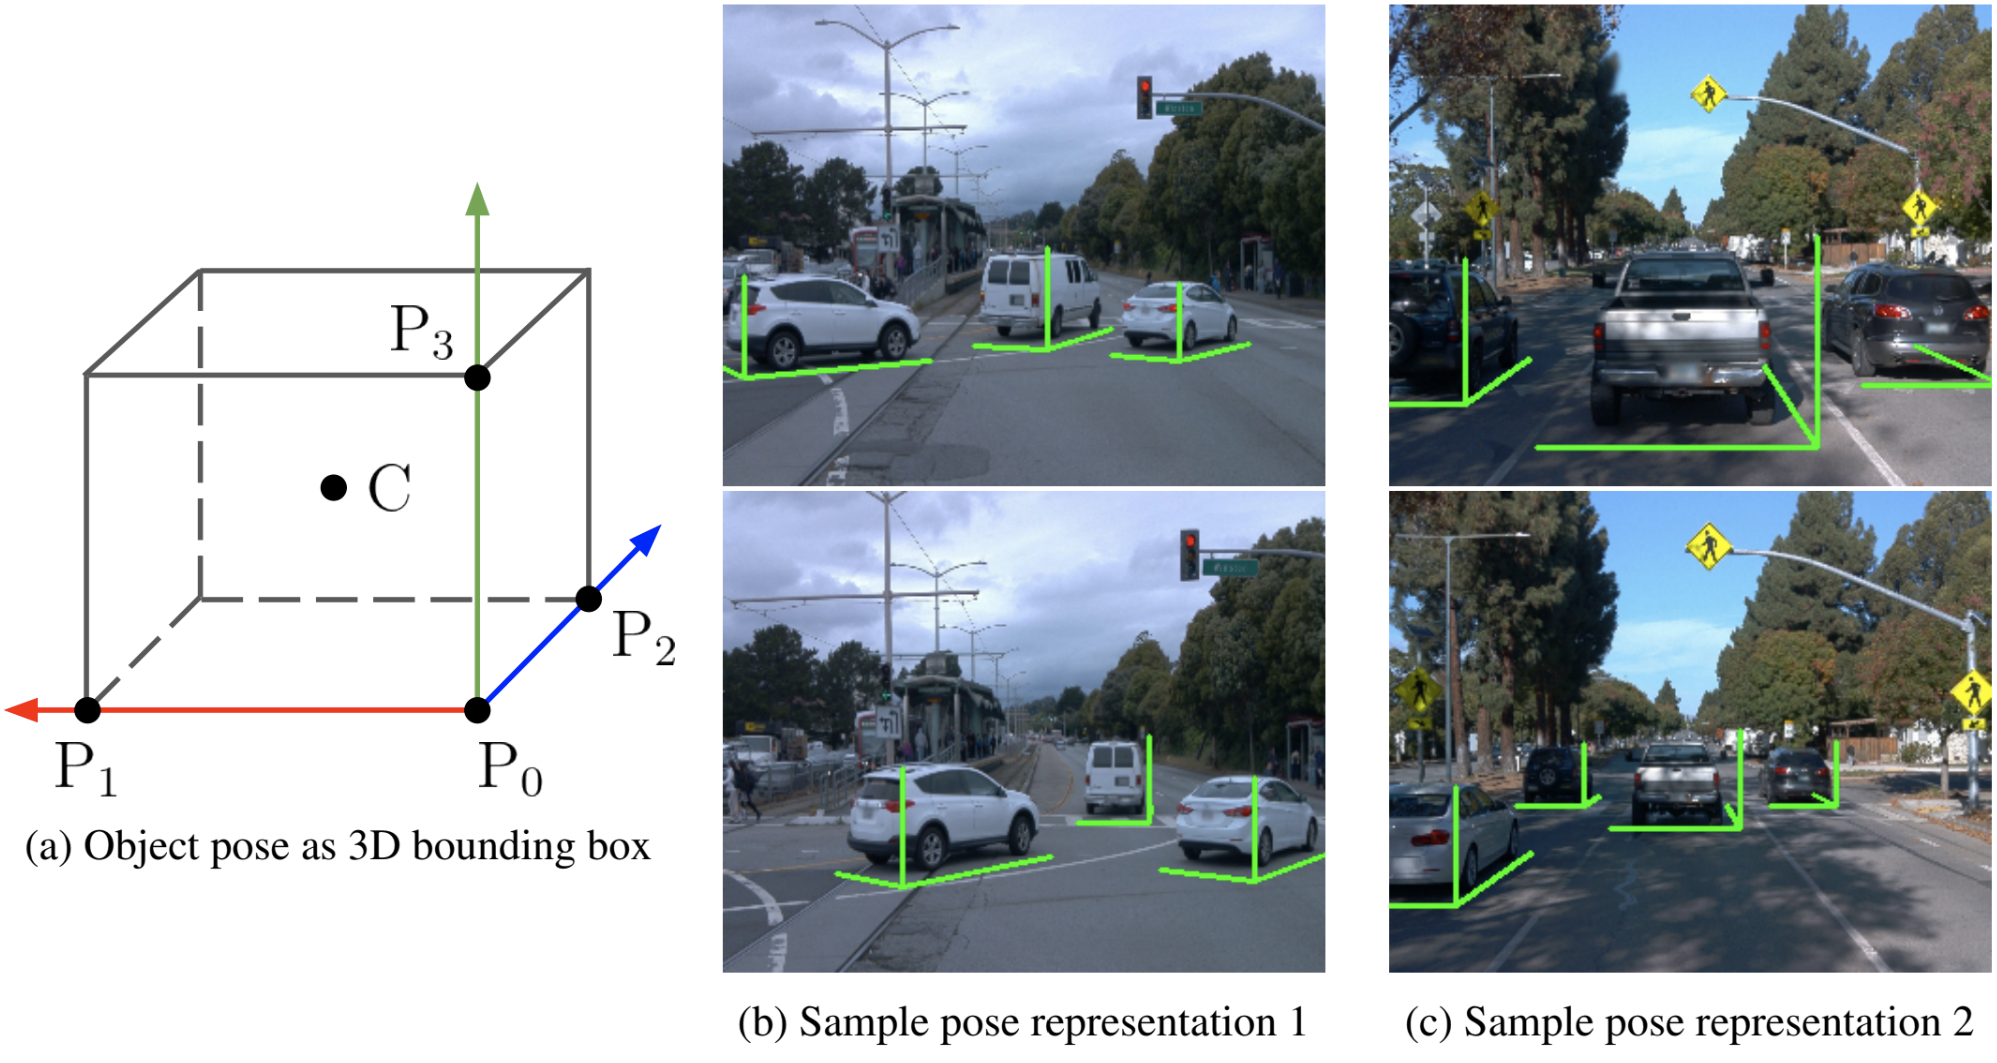 P₃
C
P₂
P₁
P₀
(a) Object pose as 3D bounding box
(b) Sample pose representation 1
(c) Sample pose representation 2